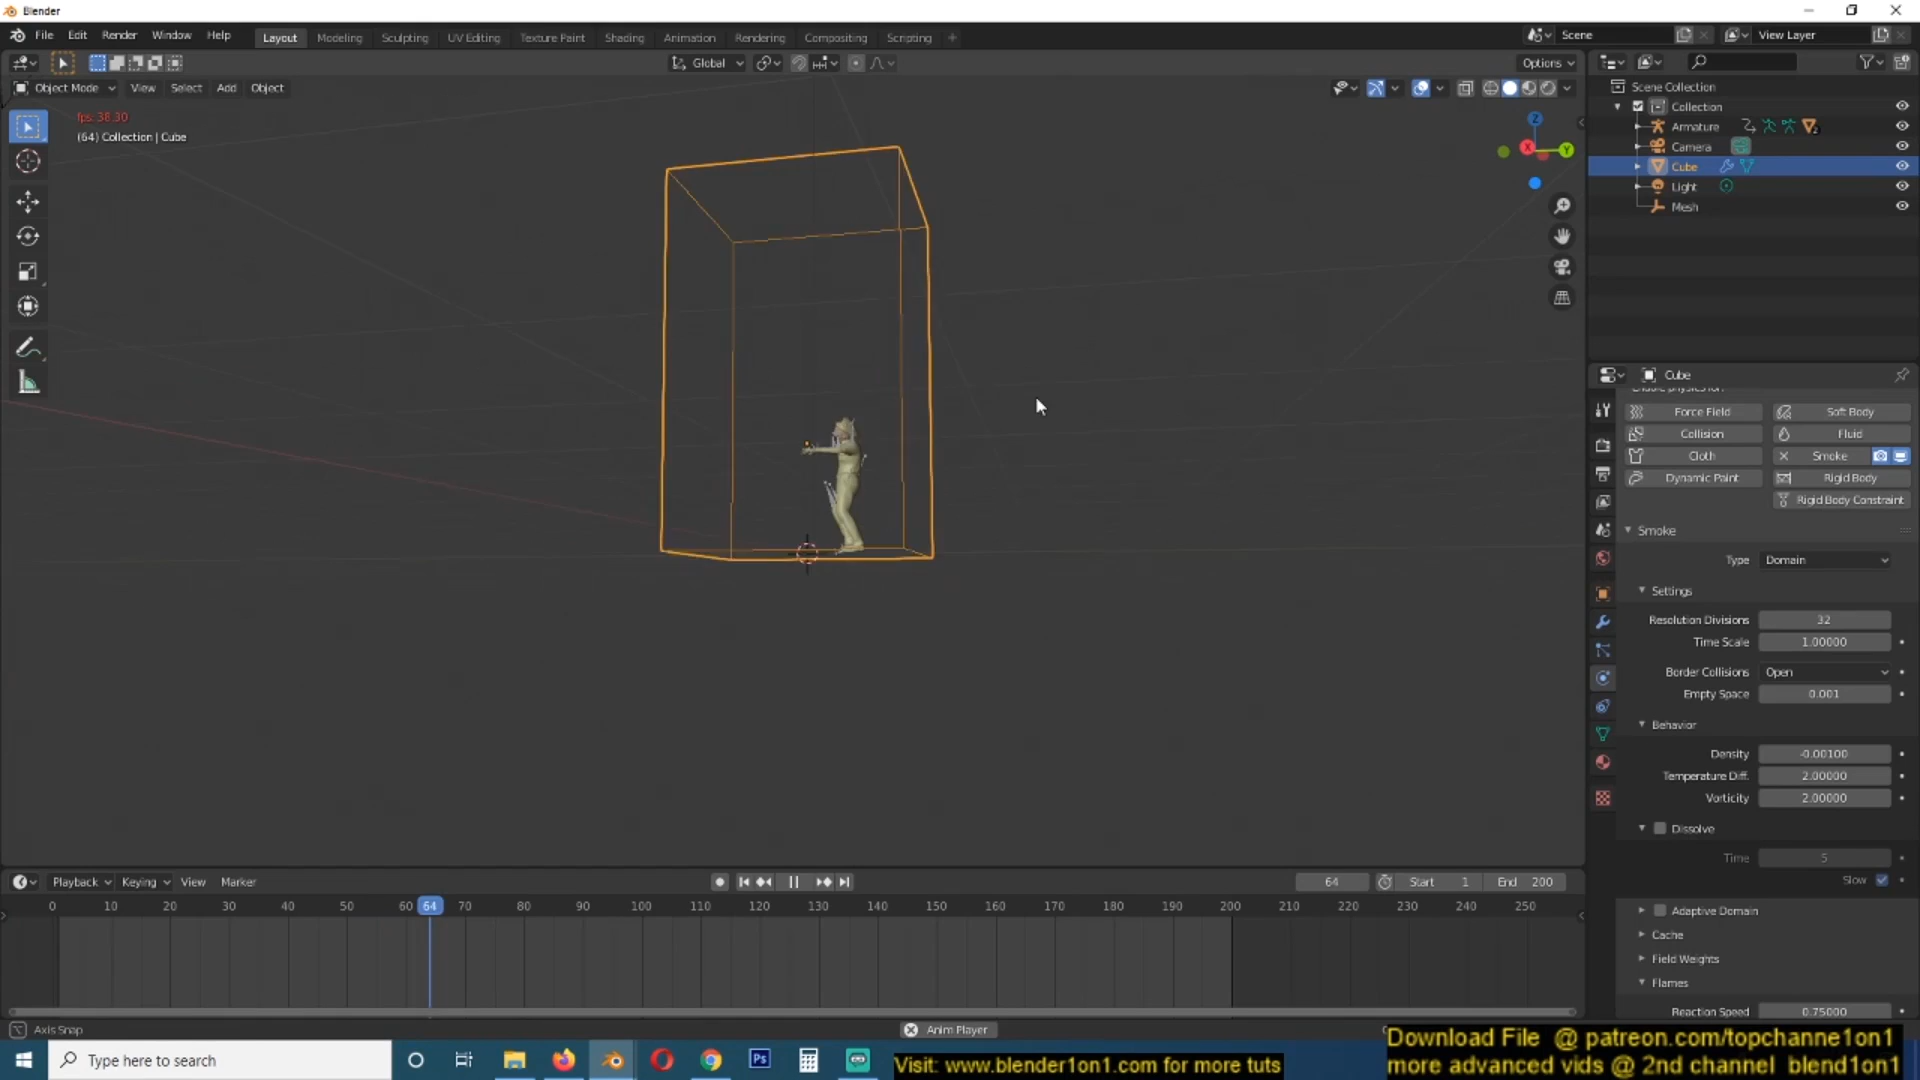 Blender
File Edit Render Window Help
Layout Modeling Sculpting UV Editing Texture Paint Shading Animation Rendering Compositing Scripting +
Scene
View Layer
Global
Options
Object Mode View Select Add Object
fps: 38.30
(64) Collection | Cube
Z
X
Y
Scene Collection
Collection
Armature
2
Camera
Cube
Light
Mesh
Cube
Force Field
Soft Body
Collision
Fluid
Cloth
Smoke
Dynamic Paint
Rigid Body
Rigid Body Constraint
Smoke
Type Domain
Settings
Resolution Divisions 32
Time Scale 1.00000
Border Collisions Open
Empty Space 0.001
Behavior
Density -0.00100
Temperature Diff. 2.00000
Vorticity 2.00000
Dissolve
Time 5
Slow
Adaptive Domain
Cache
Field Weights
Flames
Reaction Speed 0.75000
Playback Keying View Marker
64
Start 1 End 200
0 10 20 30 40 50 60 64 70 80 90 100 110 120 130 140 150 160 170 180 190 200 210 220 230 240 250
Axis Snap
Anim Player
Download File @ patreon.com/topchanne1on1
more advanced vids @ 2nd channel blend1on1
Type here to search
Ps
Visit: www.blender1on1.com for more tuts